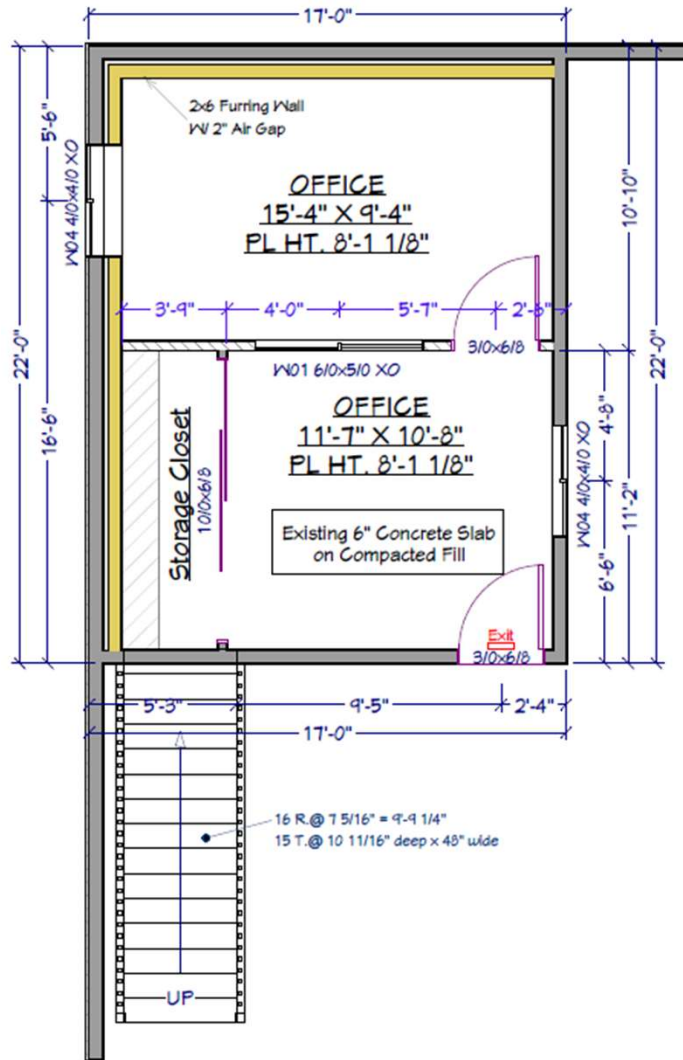 17'-0"
5'-6"
22'-0"
16'-6"
W04 4/0x4/0 XO
2x6 Furring Wall
W/ 2" Air Gap
OFFICE
15'-4" X 9'-4"
PL HT. 8'-1 1/8"
10'-10"
22'-0"
3'-9" 4'-0" 5'-7" 2'-6"
3/0x6/8
W01 6/0x5/0 XO
OFFICE
11'-7" X 10'-8"
PL HT. 8'-1 1/8"
Storage Closet
10/0x6/8
Existing 6" Concrete Slab
on Compacted Fill
W04 4/0x4/0 XO
4'-8"
11'-2"
6'-6"
Exit
3/0x6/8
5'-3" 9'-5" 2'-4"
17'-0"
16 R.@ 7 5/16" = 9'-9 1/4"
15 T.@ 10 11/16" deep x 48" wide
UP